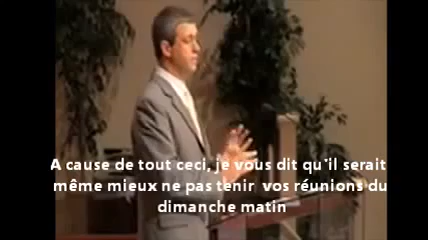 A cause de tout ceci, je vous dit qu'il serait
même mieux ne pas tenir vos réunions du
dimanche matin